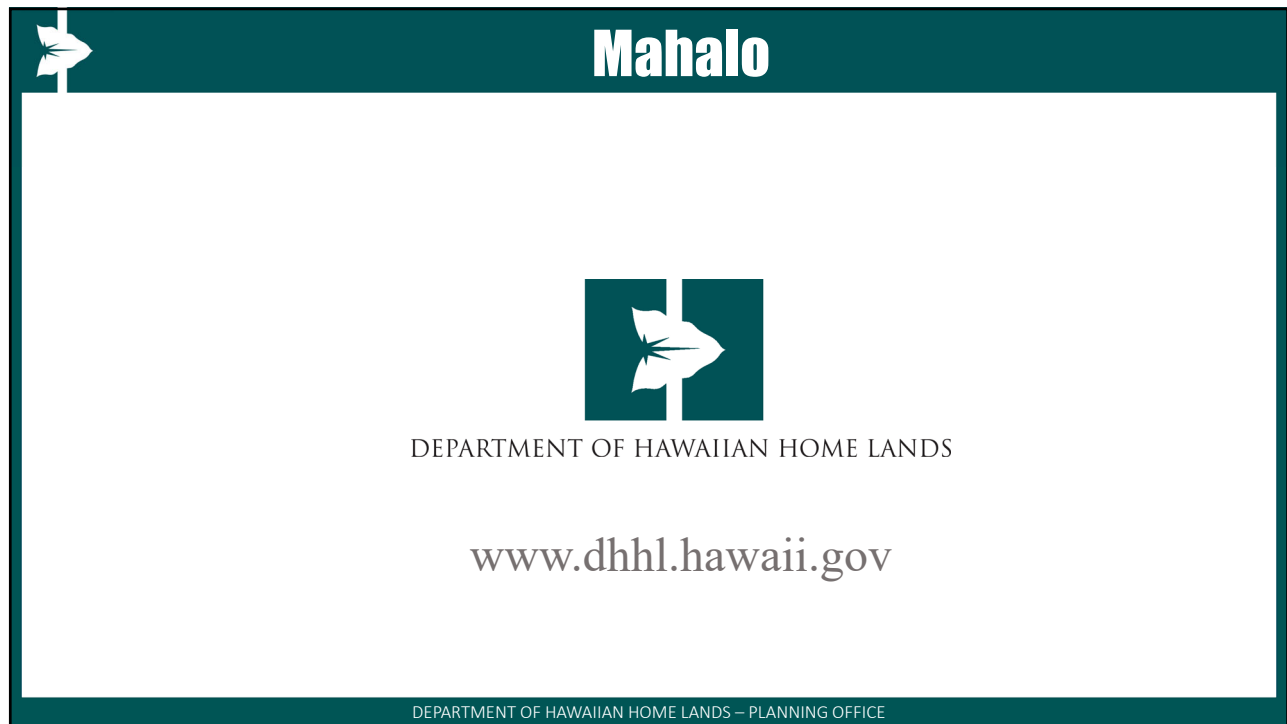 Mahalo
DEPARTMENT OF HAWAIIAN HOME LANDS
www.dhhl.hawaii.gov
DEPARTMENT OF HAWAIIAN HOME LANDS – PLANNING OFFICE